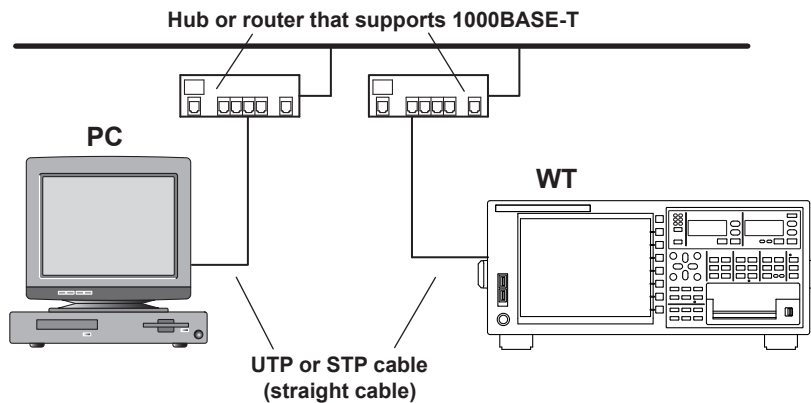 Hub or router that supports 1000BASE-T
PC
WT
UTP or STP cable
(straight cable)